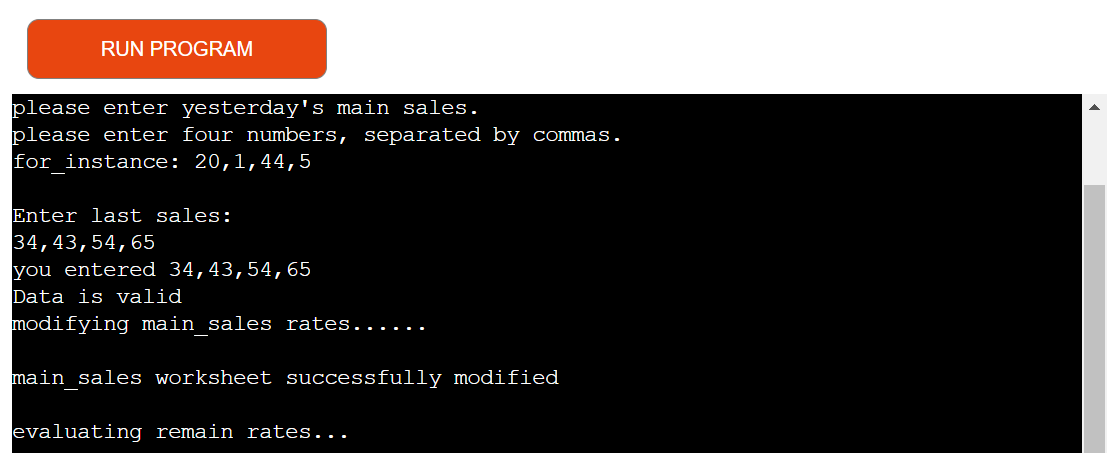 RUN PROGRAM
please enter yesterday's main sales.
please enter four numbers, separated by commas.
for_instance: 20,1,44,5
Enter last sales:
34,43,54,65
you entered 34,43,54,65
Data is valid
modifying main_sales rates......
main_sales worksheet successfully modified
evaluating remain rates...